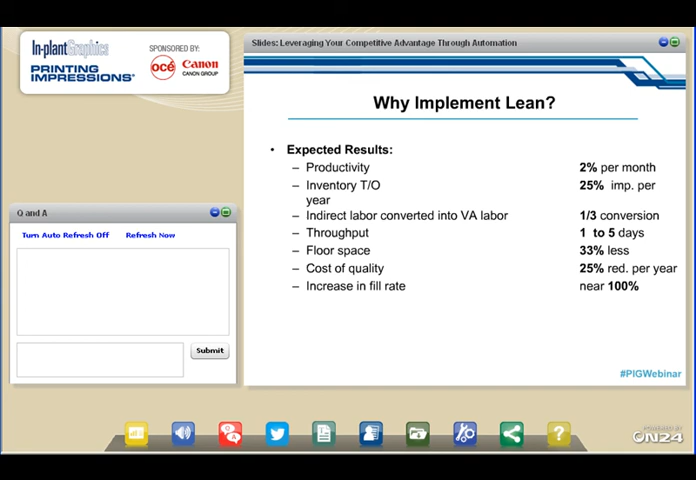 In-plantGraphics
PRINTING
IMPRESSIONS
SPONSORED BY:
océ
Canon
CANON GROUP
Slides: Leveraging Your Competitive Advantage Through Automation
Why Implement Lean?
• Expected Results:
– Productivity 2% per month
– Inventory T/O 25% imp. per
year
– Indirect labor converted into VA labor 1/3 conversion
– Throughput 1 to 5 days
– Floor space 33% less
– Cost of quality 25% red. per year
– Increase in fill rate near 100%
#PIGWebinar
Q and A
Turn Auto Refresh Off Refresh Now
Submit
Q
A
?
POWERED BY
ON24